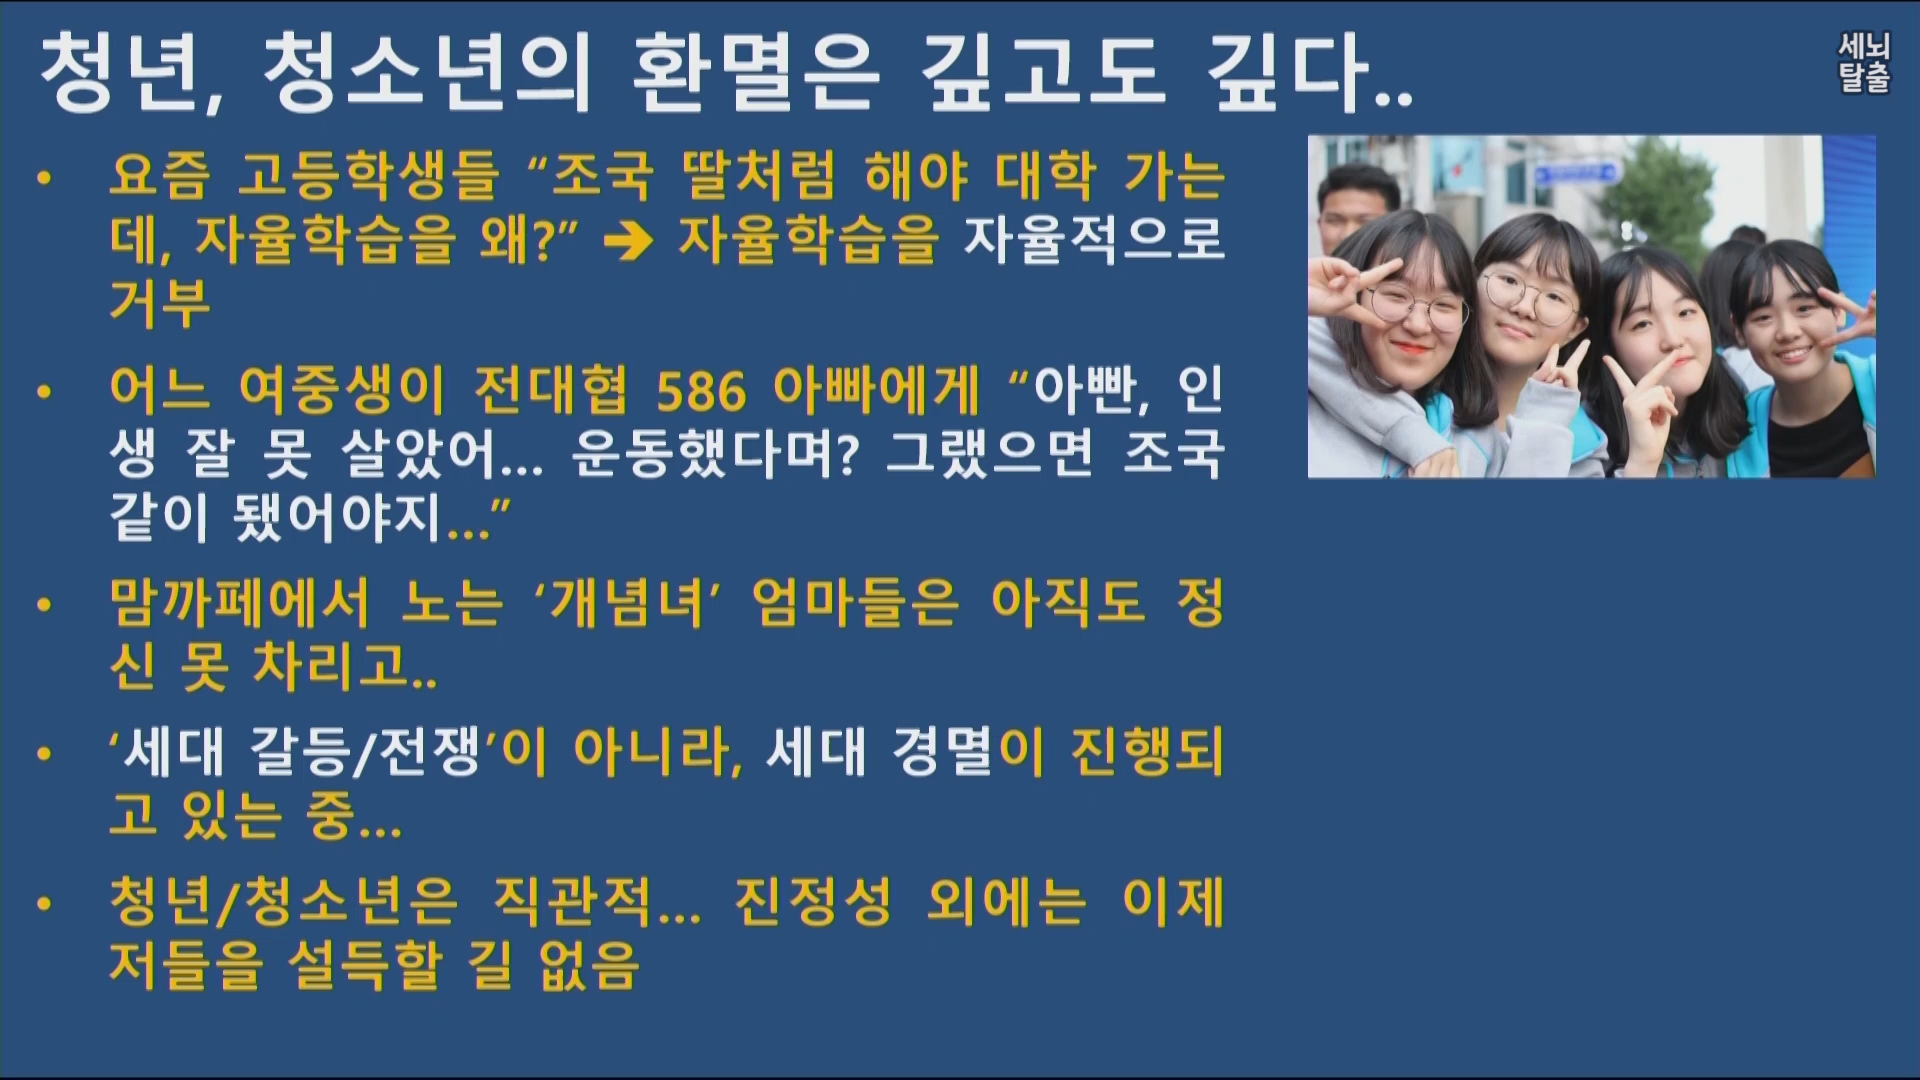 청년, 청소년의 환멸은 깊고도 깊다..
세뇌
탈출
• 요즘 고등학생들 “조국 딸처럼 해야 대학 가는
데, 자율학습을 왜?” ➔ 자율학습을 자율적으로
거부
• 어느 여중생이 전대협 586 아빠에게 “아빤, 인
생 잘 못 살았어... 운동했다며? 그랬으면 조국
같이 됐어야지...”
• 맘까페에서 노는 ‘개념녀’ 엄마들은 아직도 정
신 못 차리고..
• ‘세대 갈등/전쟁’이 아니라, 세대 경멸이 진행되
고 있는 중...
• 청년/청소년은 직관적... 진정성 외에는 이제
저들을 설득할 길 없음